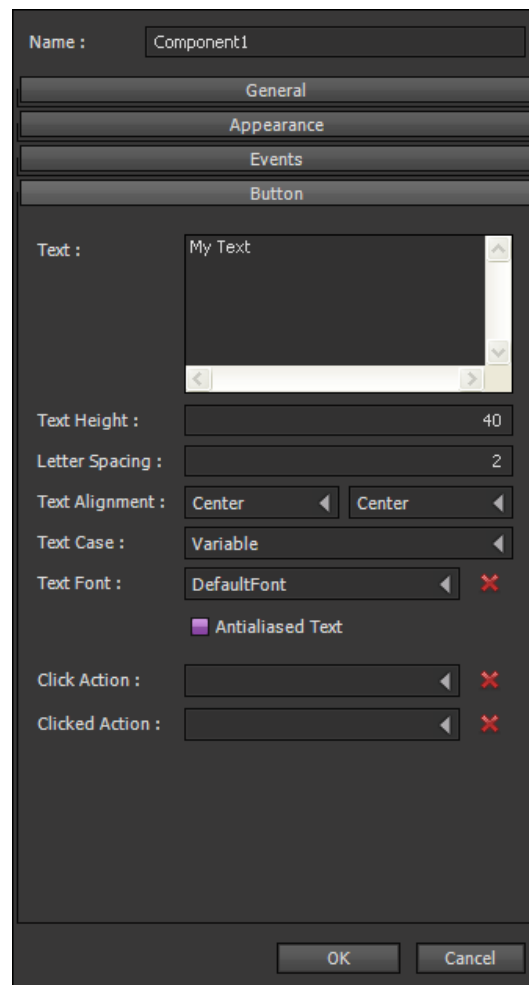 Name : Component1
General
Appearance
Events
Button
Text : My Text
Text Height : 40
Letter Spacing : 2
Text Alignment : Center Center
Text Case : Variable
Text Font : DefaultFont
Antialiased Text
Click Action :
Clicked Action :
OK Cancel